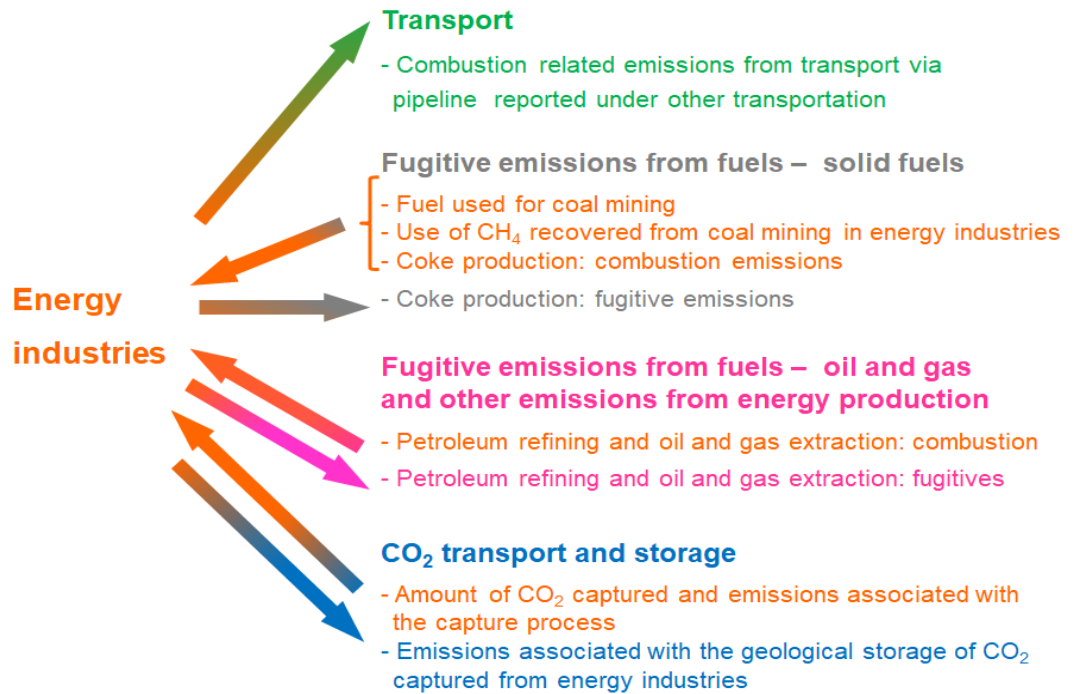 Transport
- Combustion related emissions from transport via
pipeline reported under other transportation
Fugitive emissions from fuels – solid fuels
- Fuel used for coal mining
- Use of CH₄ recovered from coal mining in energy industries
- Coke production: combustion emissions
- Coke production: fugitive emissions
Energy
industries
Fugitive emissions from fuels – oil and gas
and other emissions from energy production
- Petroleum refining and oil and gas extraction: combustion
- Petroleum refining and oil and gas extraction: fugitives
CO₂ transport and storage
- Amount of CO₂ captured and emissions associated with
the capture process
- Emissions associated with the geological storage of CO₂
captured from energy industries